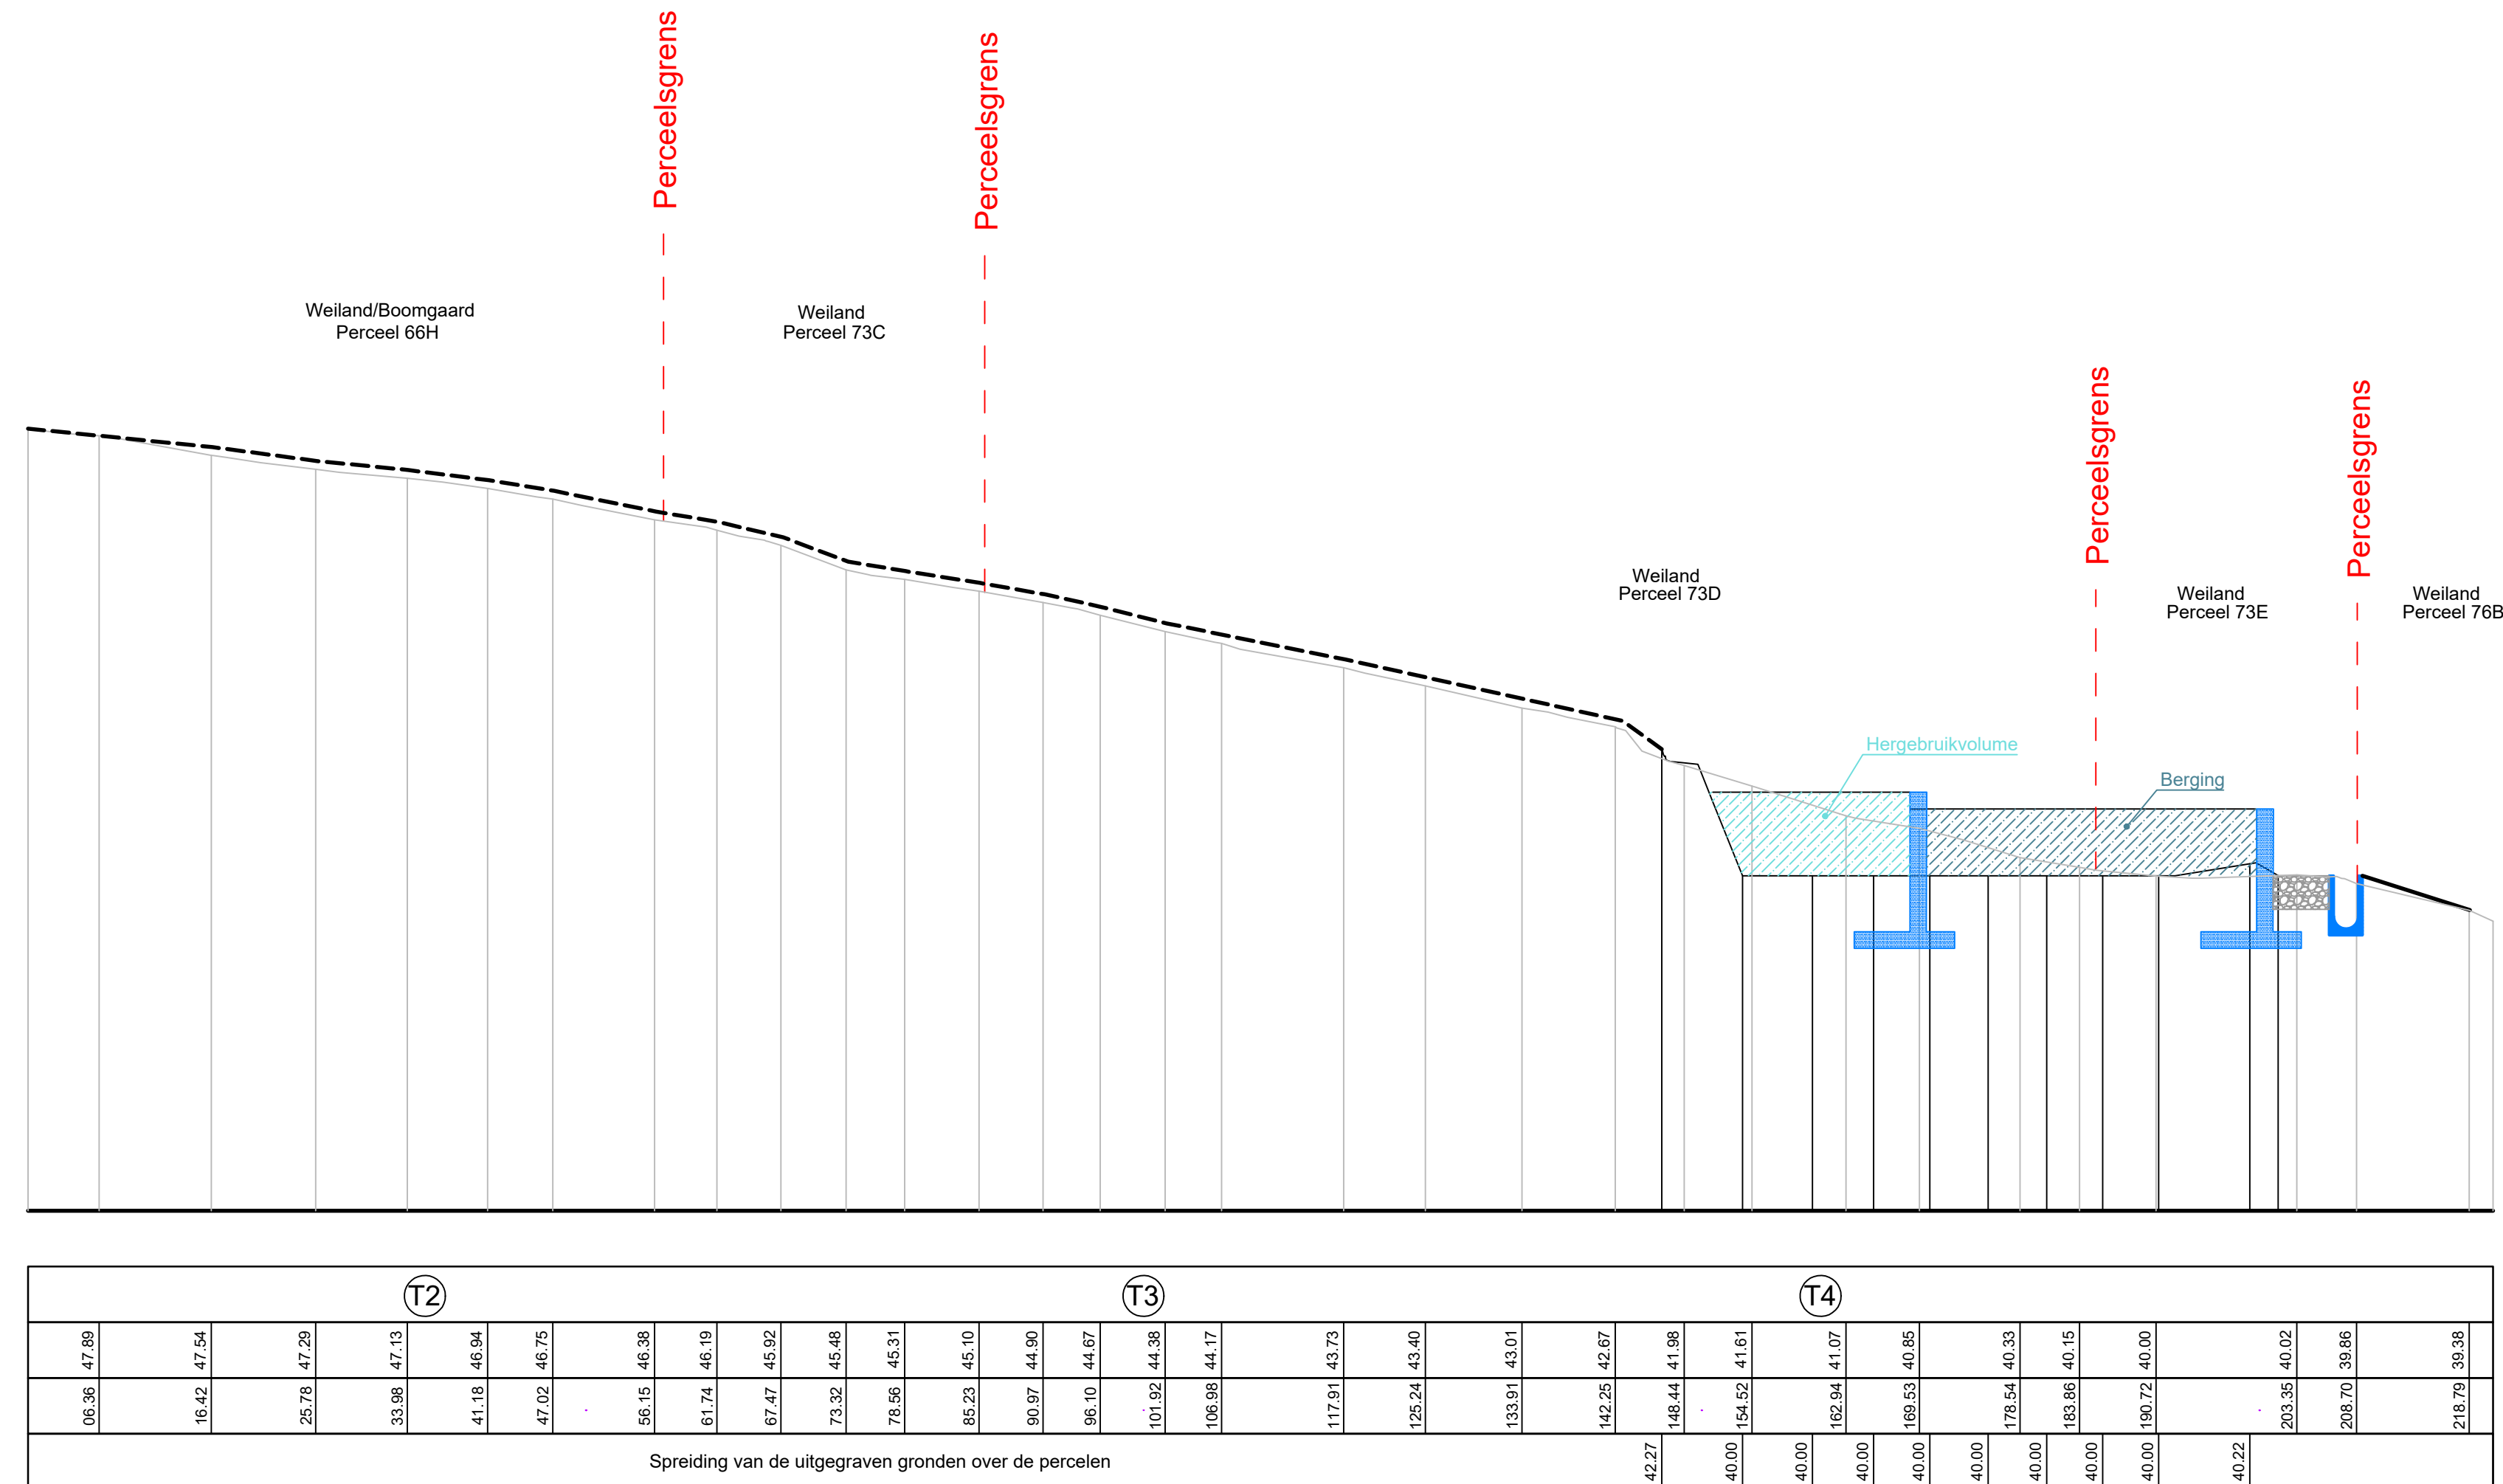 Perceelsgrens
Perceelsgrens
Weiland/Boomgaard
Perceel 66H
Weiland
Perceel 73C
Perceelsgrens
Perceelsgrens
Weiland
Perceel 73D
Weiland
Perceel 73E
Weiland
Perceel 76B
Hergebruikvolume
Berging
T2 T3 T4
47.89 47.54 47.29 47.13 46.94 46.75 46.38 46.19 45.92 45.48 45.31 45.10 44.90 44.67 44.38 44.17 43.73 43.40 43.01 42.67 41.98 41.61 41.07 40.85 40.33 40.15 40.00 40.02 39.86 39.38
06.36 16.42 25.78 33.98 41.18 47.02 56.15 61.74 67.47 73.32 78.56 85.23 90.97 96.10 101.92 106.98 117.91 125.24 133.91 142.25 148.44 154.52 162.94 169.53 178.54 183.86 190.72 203.35 208.70 218.79
Spreiding van de uitgegraven gronden over de percelen 42.27 40.00 40.00 40.00 40.00 40.00 40.00 40.00 40.00 40.22